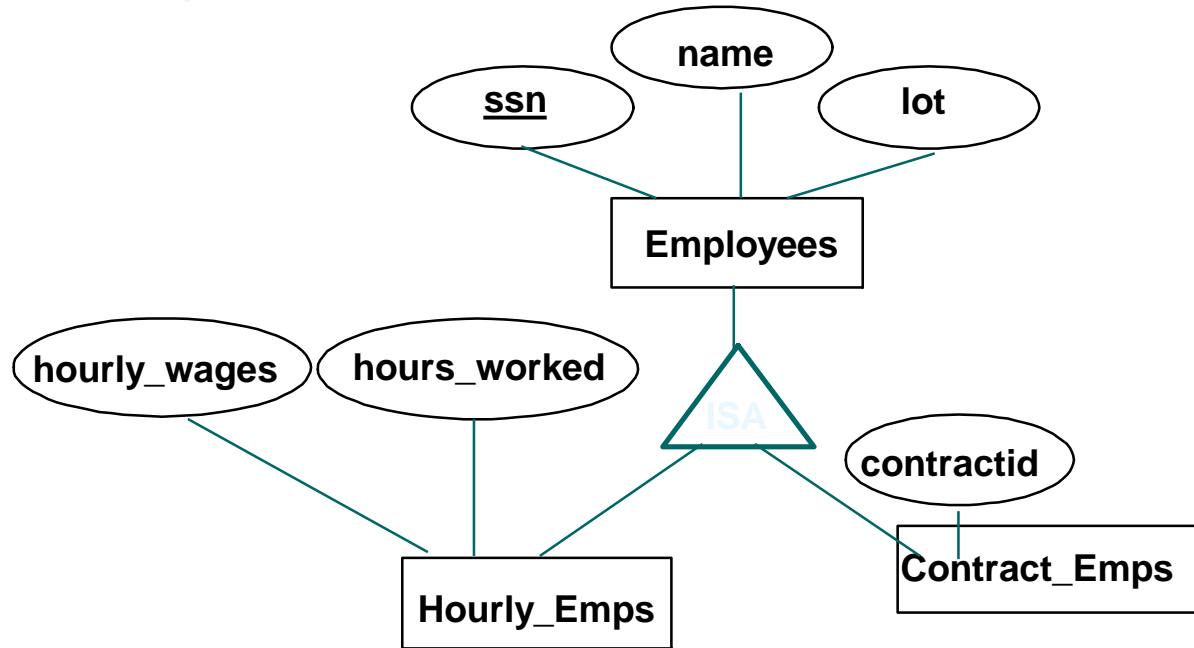 name
ssn
lot
Employees
hourly_wages
hours_worked
ISA
contractid
Contract_Emps
Hourly_Emps